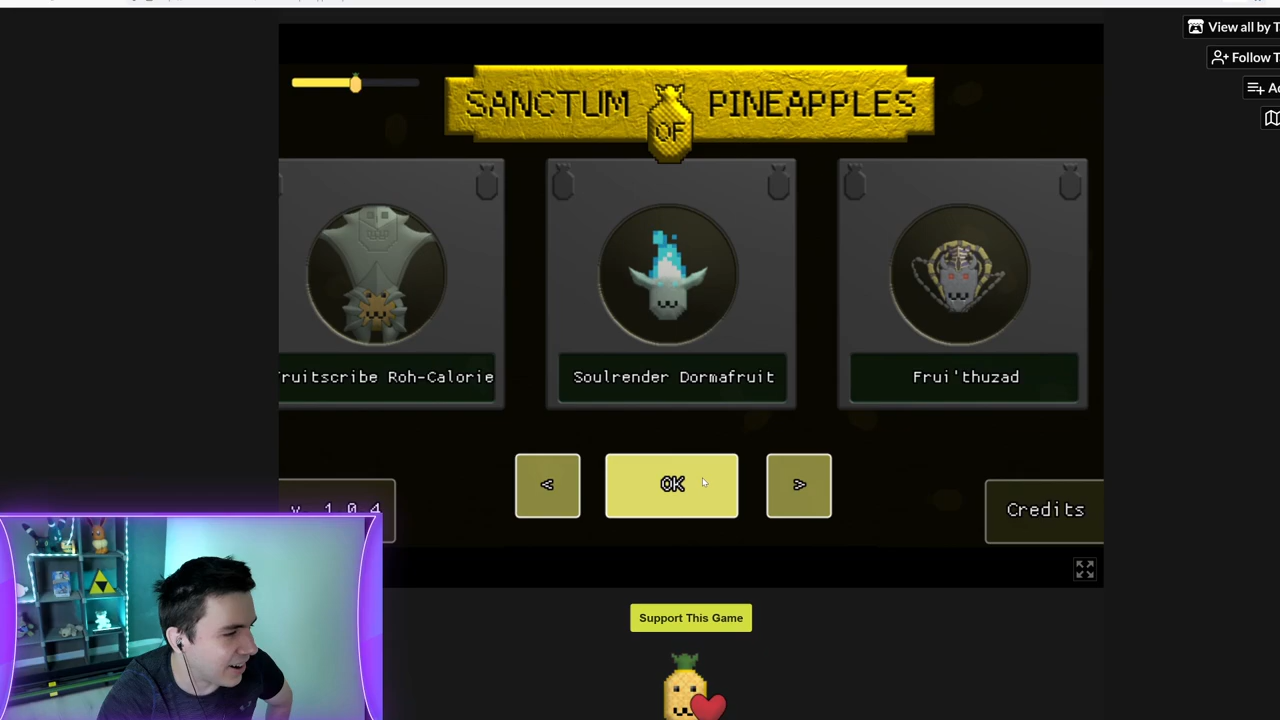 View all by T
Follow T
SANCTUM OF PINEAPPLES
ruitscribe Roh-Calorie
Soulrender Dormafruit
Frui'thuzad
<
OK
>
v 1.0.4
Credits
Support This Game